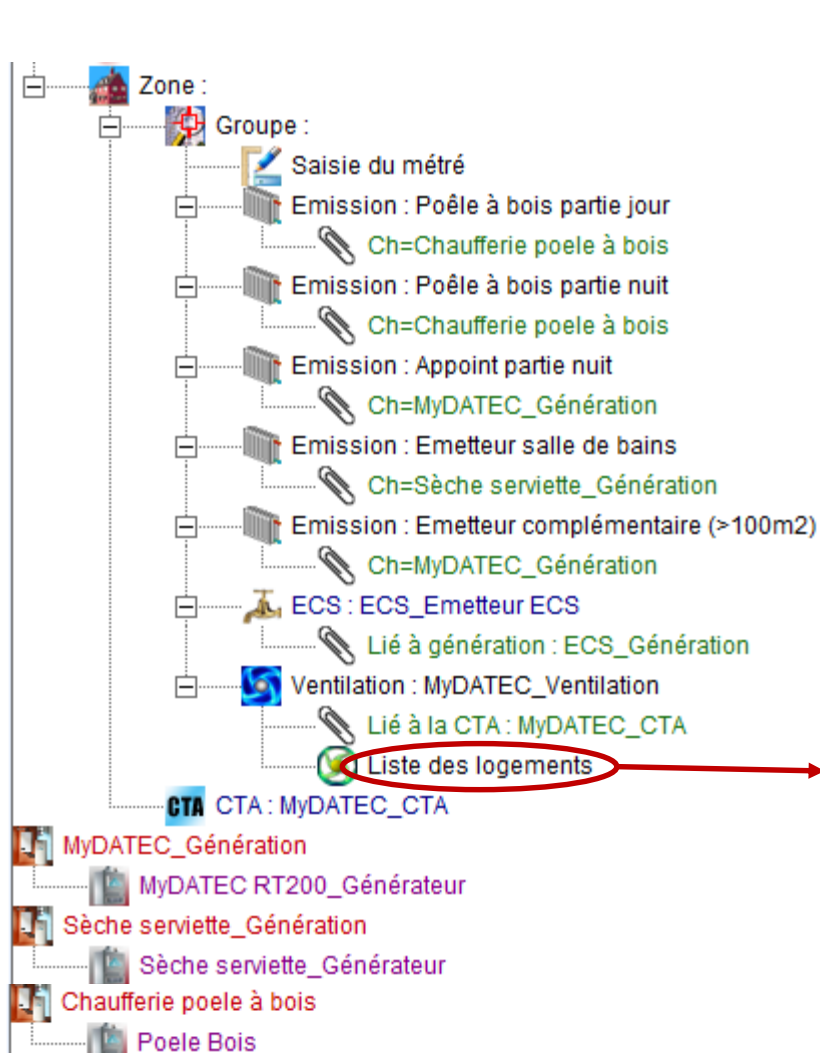 Zone :
Groupe :
Saisie du métré
Emission : Poêle à bois partie jour
Ch=Chaufferie poele à bois
Emission : Poêle à bois partie nuit
Ch=Chaufferie poele à bois
Emission : Appoint partie nuit
Ch=MyDATEC_Génération
Emission : Emetteur salle de bains
Ch=Sèche serviette_Génération
Emission : Emetteur complémentaire (>100m2)
Ch=MyDATEC_Génération
ECS : ECS_Emetteur ECS
Lié à génération : ECS_Génération
Ventilation : MyDATEC_Ventilation
Lié à la CTA : MyDATEC_CTA
Liste des logements
CTA CTA : MyDATEC_CTA
MyDATEC_Génération
MyDATEC RT200_Générateur
Sèche serviette_Génération
Sèche serviette_Générateur
Chaufferie poele à bois
Poele Bois